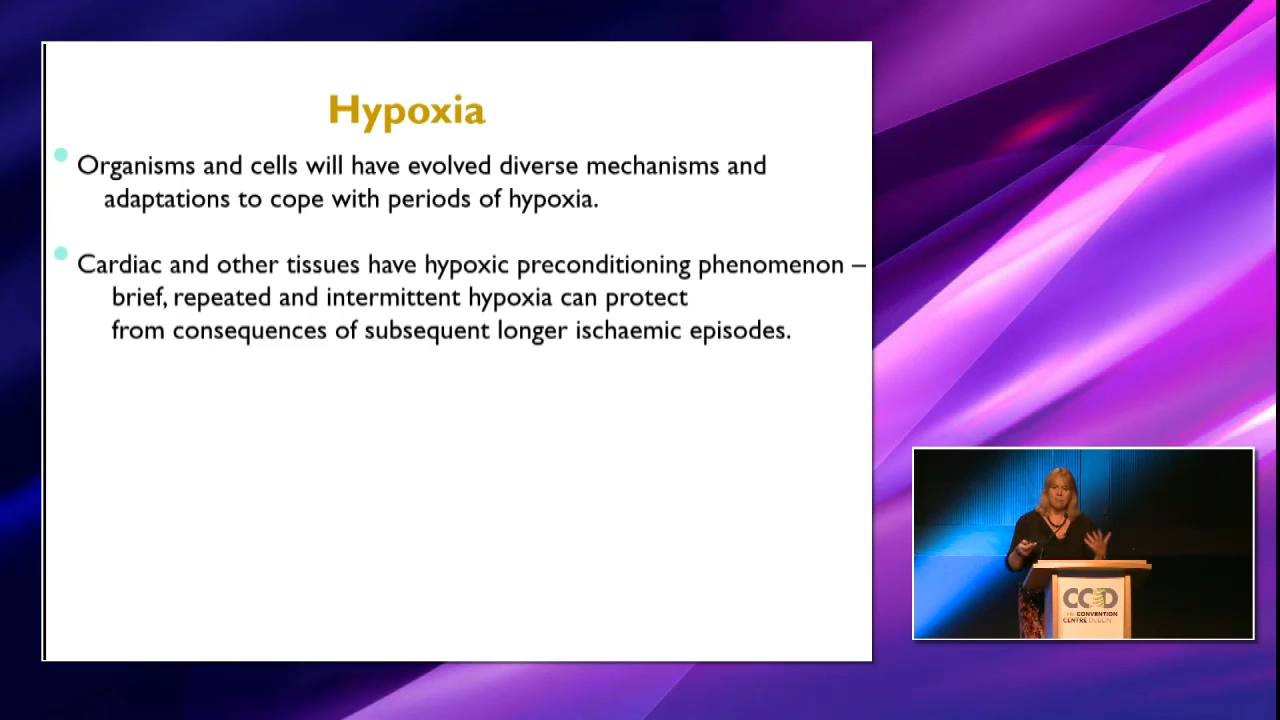 Hypoxia
Organisms and cells will have evolved diverse mechanisms and
adaptations to cope with periods of hypoxia.
Cardiac and other tissues have hypoxic preconditioning phenomenon –
brief, repeated and intermittent hypoxia can protect
from consequences of subsequent longer ischaemic episodes.
CCD
THE CONVENTION
CENTRE DUBLIN